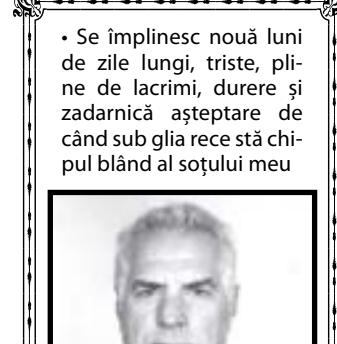 • Se împlinesc nouă luni
de zile lungi, triste, pli-
ne de lacrimi, durere și
zadarnică așteptare de
când sub glia rece stă chi-
pul blând al soțului meu